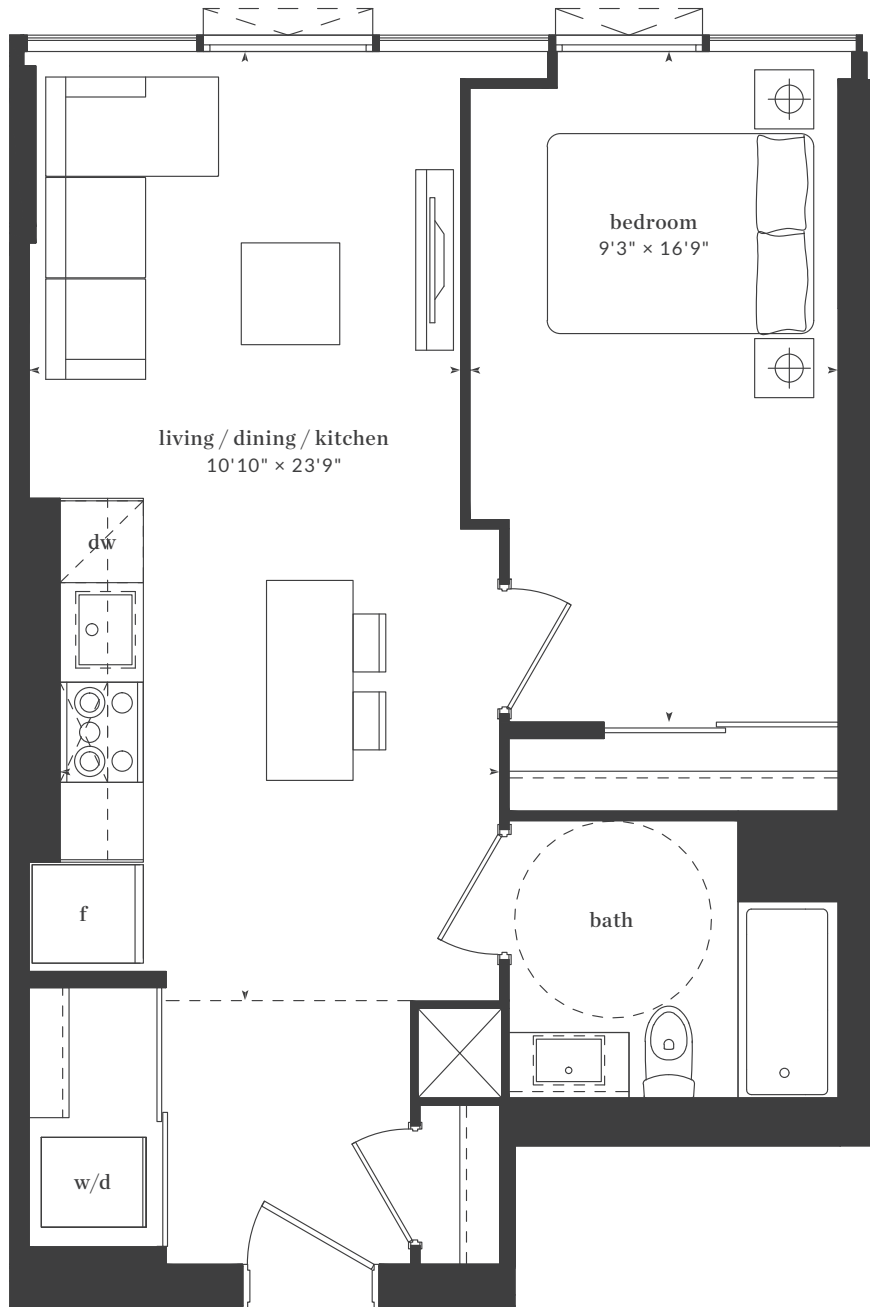 bedroom
9'3" × 16'9"
living / dining / kitchen
10'10" × 23'9"
dw
f
bath
w/d